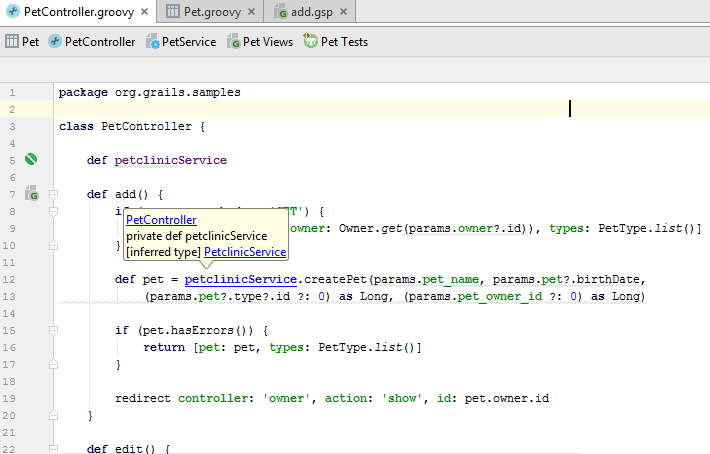 PetController.groovy Pet.groovy add.gsp
Pet PetController PetService Pet Views Pet Tests
1 package org.grails.samples
2
3 class PetController {
4
5 def petclinicService
6
7 def add() {
8 if 'GET') {
9 owner: Owner.get(params.owner?.id)), types: PetType.list()]
10 }
PetController
private def petclinicService
[inferred type] PetclinicService
11
12 def pet = petclinicService.createPet(params.pet_name, params.pet?.birthDate,
13 (params.pet?.type?.id ?: 0) as Long, (params.pet_owner_id ?: 0) as Long)
14
15 if (pet.hasErrors()) {
16 return [pet: pet, types: PetType.list()]
17 }
18
19 redirect controller: 'owner', action: 'show', id: pet.owner.id
20 }
21
22 def edit() {